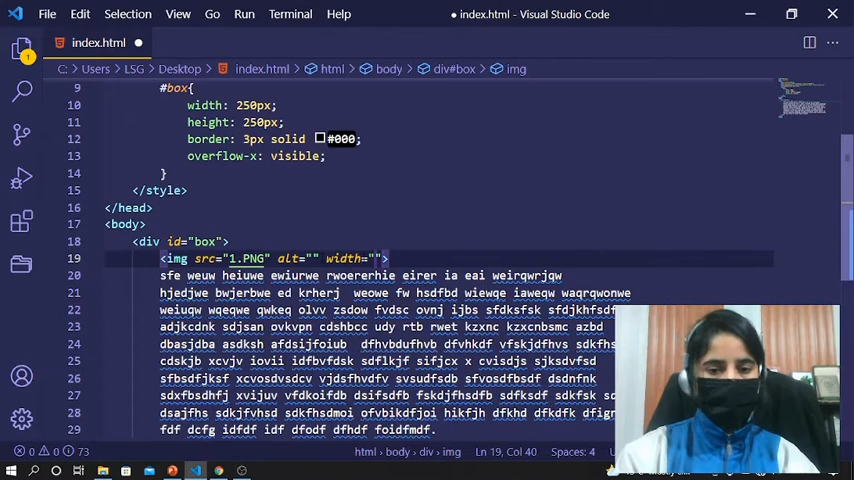 File Edit Selection View Go Run Terminal Help ● index.html - Visual Studio Code
index.html
C: > Users > LSG > Desktop > index.html > html > body > div#box > img
9 #box{
10 width: 250px;
11 height: 250px;
12 border: 3px solid #000;
13 overflow-x: visible;
14 }
15 </style>
16 </head>
17 <body>
18 <div id="box">
19 <img src="1.PNG" alt="" width="">
20 sfe weuw heiuwe ewiurwe rwoererhie eirer ia eai weirqwrjqw
21 hjedjwe bwjerbwe ed krherj weowe fw hsdfbd wiewqe iaweqw waqrqwonwe
22 weiuqw wqeqwe qwkeq olvv zsdow fvdsc ovnj ijbs sfdksfsk sfdjkhfsdf
23 adjkcdnk sdjsan ovkvpn cdshbcc udy rtb rwet kzxnc kzxcnbsmc azbd
24 dbasjdba asdksh afdsijfoiub dfhvbdufhvb dfvhkdf vfskjdfhvs sdkfhs
25 cdskjb xcvjv iovii idfbvfdsk sdflkjf sifjcx x cvisdjs sjksdvfsd
26 sfbsdfjksf xcvosdvsdcv vjdsfhvdfv svsudfsdb sfvosdfbsdf dsdnfnk
27 sdxfbsdhfj xvijuv vfdkoifdb dsifsdfb fskdjfhsdfb sdfksdf sdkfsk
28 dsajfhs sdkjfvhsd sdkfhsdmoi ofvbikdfjoi hikfjh dfkhd dfkdfk dfign
29 fdf dcfg idfdf idf dfodf dfhdf foidfmdf.
1
0 0 73 html > body > div > img Ln 19, Col 40 Spaces: 4